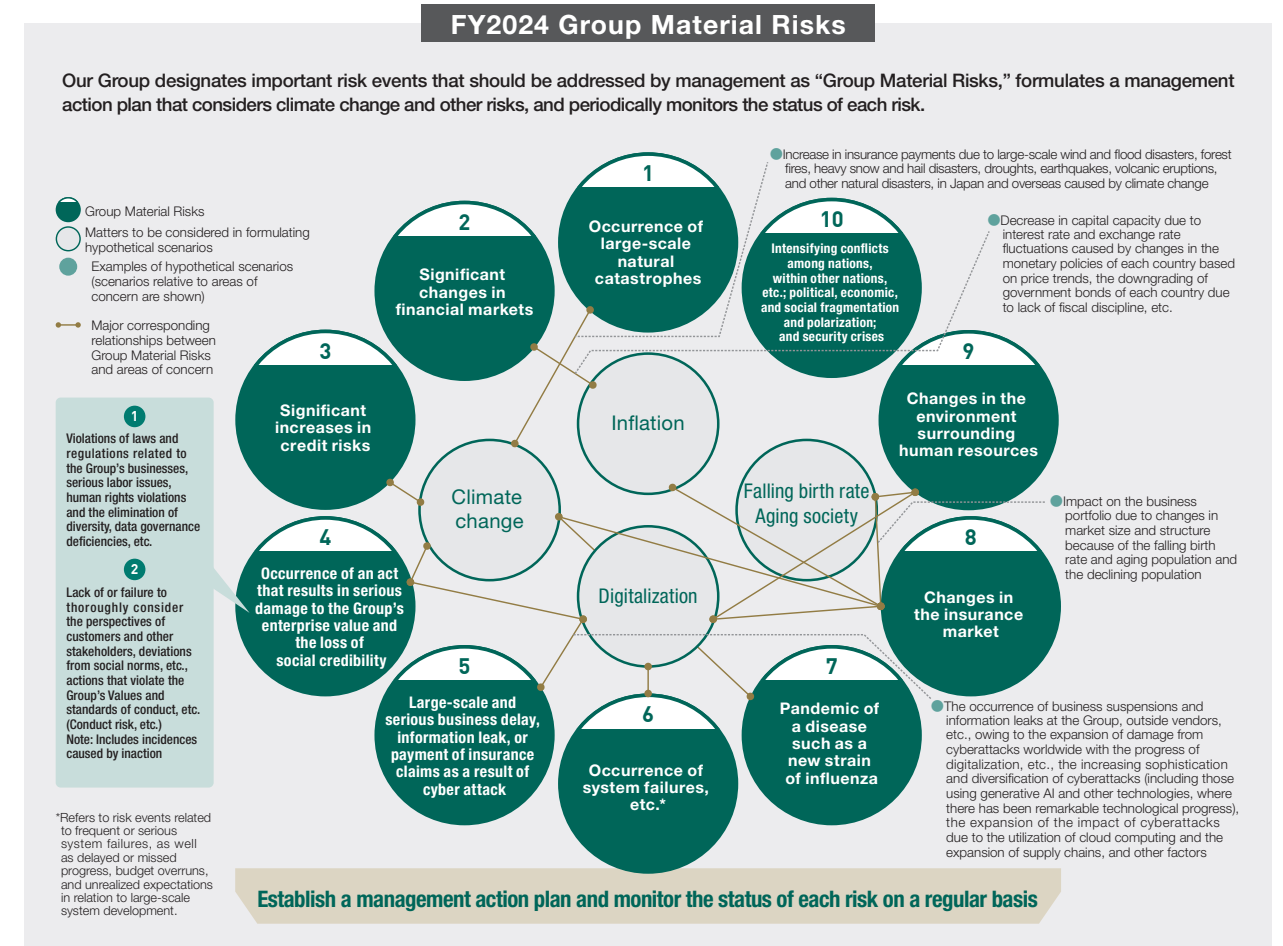 FY2024 Group Material Risks
Our Group designates important risk events that should be addressed by management as “Group Material Risks,” formulates a management
action plan that considers climate change and other risks, and periodically monitors the status of each risk.
Group Material Risks
Matters to be considered in formulating
hypothetical scenarios
Examples of hypothetical scenarios
(scenarios relative to areas of
concern are shown)
Major corresponding
relationships between
Group Material Risks
and areas of concern
1
Violations of laws and
regulations related to
the Group’s businesses,
serious labor issues,
human rights violations
and the elimination of
diversity, data governance
deficiencies, etc.
2
Lack of or failure to
thoroughly consider
the perspectives of
customers and other
stakeholders, deviations
from social norms, etc.,
actions that violate the
Group’s Values and
standards of conduct, etc.
(Conduct risk, etc.)
Note: Includes incidences
caused by inaction
*Refers to risk events related
to frequent or serious
system failures, as well
as delayed or missed
progress, budget overruns,
and unrealized expectations
in relation to large-scale
system development.
1
Occurrence of
large-scale
natural
catastrophes
2
Significant
changes in
financial markets
3
Significant
increases in
credit risks
4
Occurrence of an act
that results in serious
damage to the Group’s
enterprise value and
the loss of
social credibility
5
Large-scale and
serious business delay,
information leak, or
payment of insurance
claims as a result of
cyber attack
6
Occurrence of
system failures,
etc.*
7
Pandemic of
a disease
such as a
new strain
of influenza
8
Changes in
the insurance
market
9
Changes in the
environment
surrounding
human resources
10
Intensifying conflicts
among nations,
within other nations,
etc.; political, economic,
and social fragmentation
and polarization;
and security crises
Inflation
Climate
change
Falling birth rate
Aging society
Digitalization
Increase in insurance payments due to large-scale wind and flood disasters, forest
fires, heavy snow and hail disasters, droughts, earthquakes, volcanic eruptions,
and other natural disasters, in Japan and overseas caused by climate change
Decrease in capital capacity due to
interest rate and exchange rate
fluctuations caused by changes in the
monetary policies of each country based
on price trends, the downgrading of
government bonds of each country due
to lack of fiscal discipline, etc.
Impact on the business
portfolio due to changes in
market size and structure
because of the falling birth
rate and aging population and
the declining population
The occurrence of business suspensions and
information leaks at the Group, outside vendors,
etc., owing to the expansion of damage from
cyberattacks worldwide with the progress of
digitalization, etc., the increasing sophistication
and diversification of cyberattacks (including those
using generative AI and other technologies, where
there has been remarkable technological progress),
the expansion of the impact of cyberattacks
due to the utilization of cloud computing and the
expansion of supply chains, and other factors
Establish a management action plan and monitor the status of each risk on a regular basis